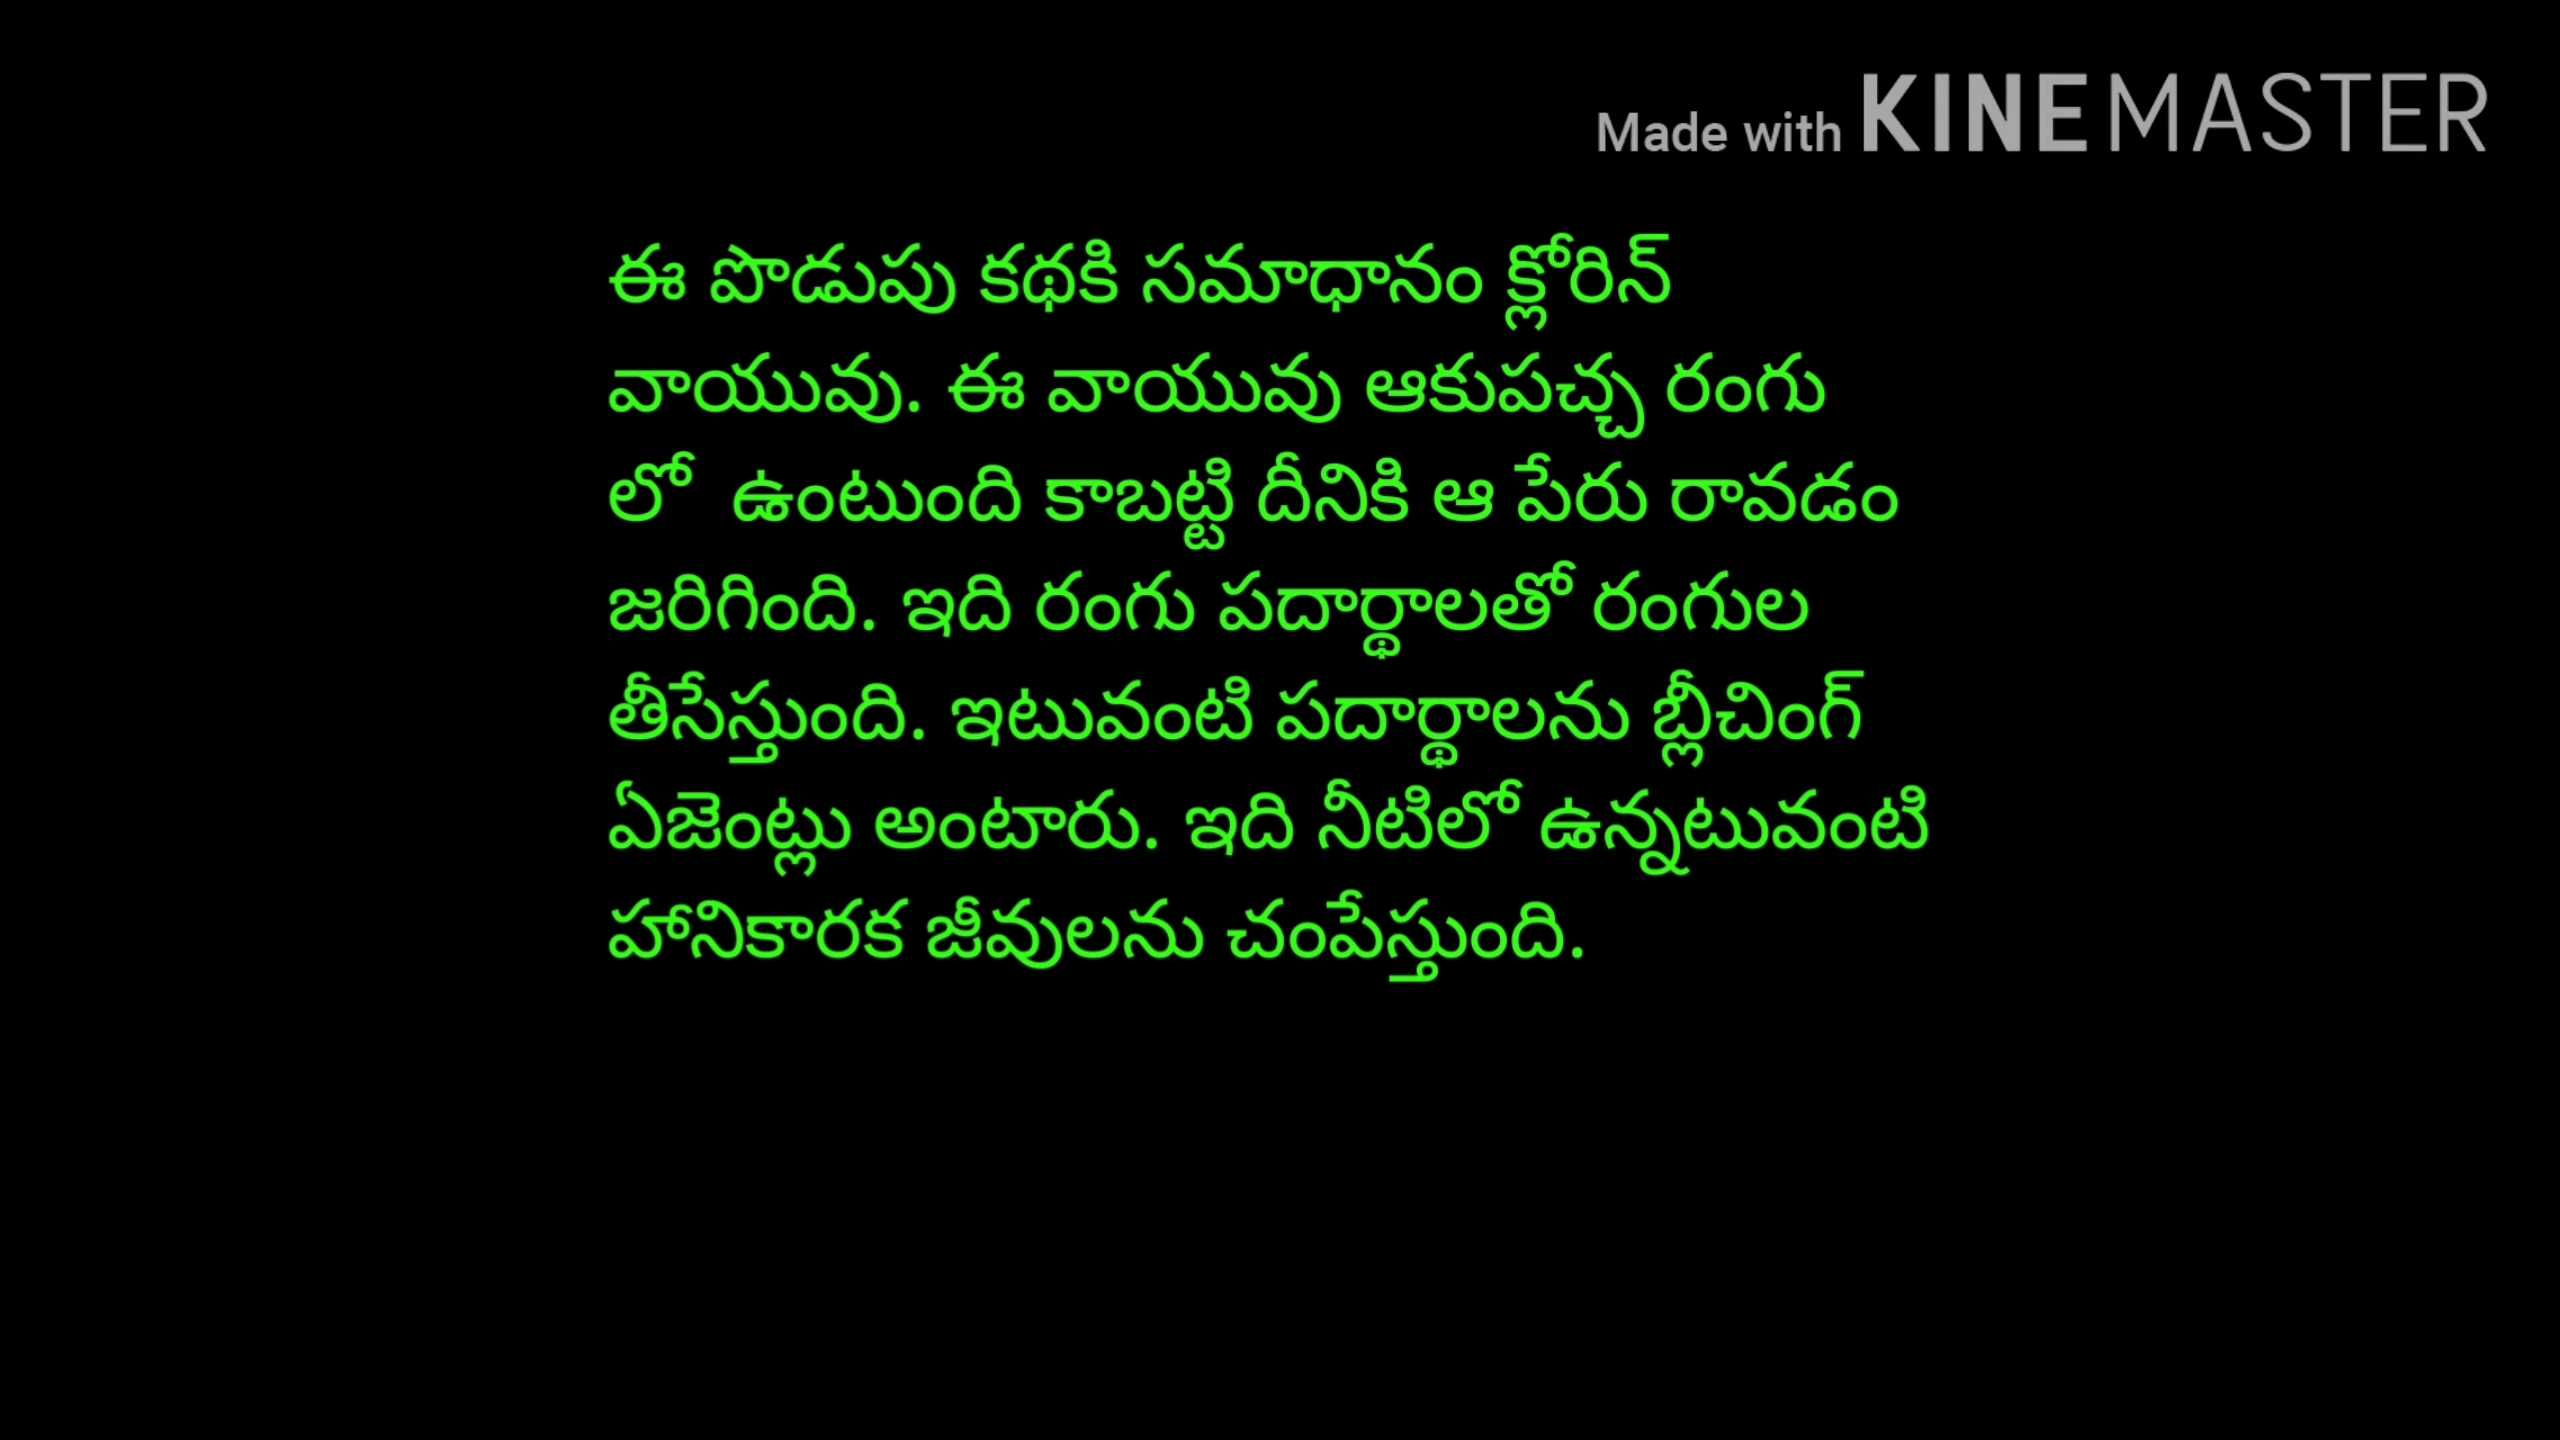 Made with KINEMASTER
ఈ పొడుపు కథకి సమాధానం క్లోరిన్
వాయువు. ఈ వాయువు ఆకుపచ్చ రంగు
లో  ఉంటుంది కాబట్టి దీనికి ఆ పేరు రావడం
జరిగింది. ఇది రంగు పదార్థాలతో రంగుల
తీసేస్తుంది. ఇటువంటి పదార్థాలను బ్లీచింగ్
ఏజెంట్లు అంటారు. ఇది నీటిలో ఉన్నటువంటి
హానికారక జీవులను చంపేస్తుంది.